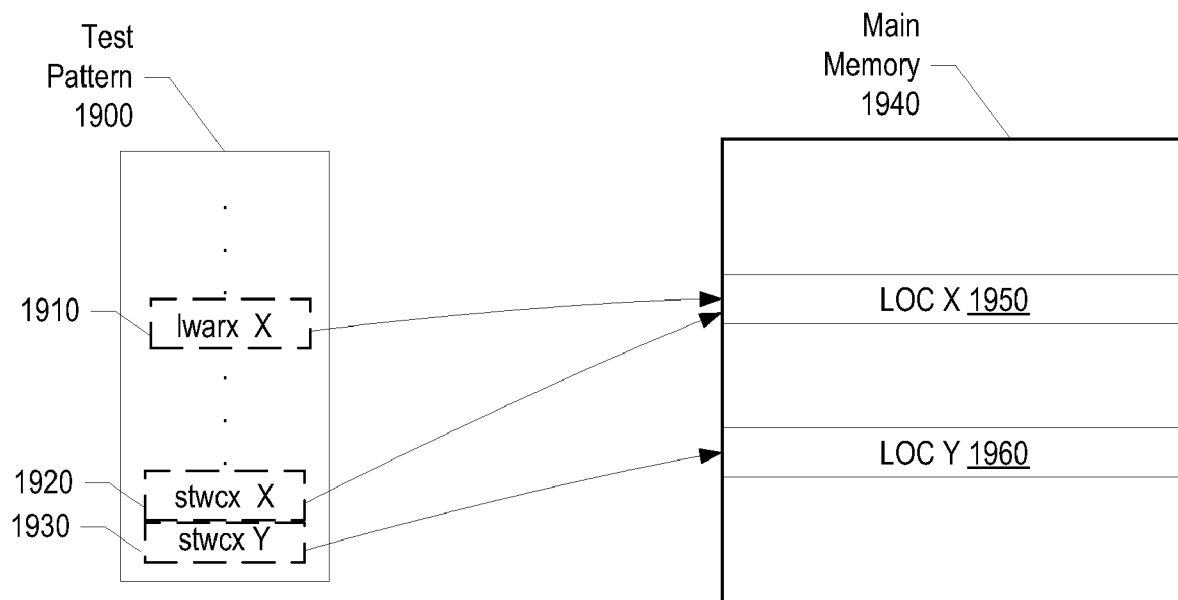 Test
Pattern
1900
Main
Memory
1940
1910
lwarx X
LOC X 1950
LOC Y 1960
1920
stwcx X
1930
stwcx Y